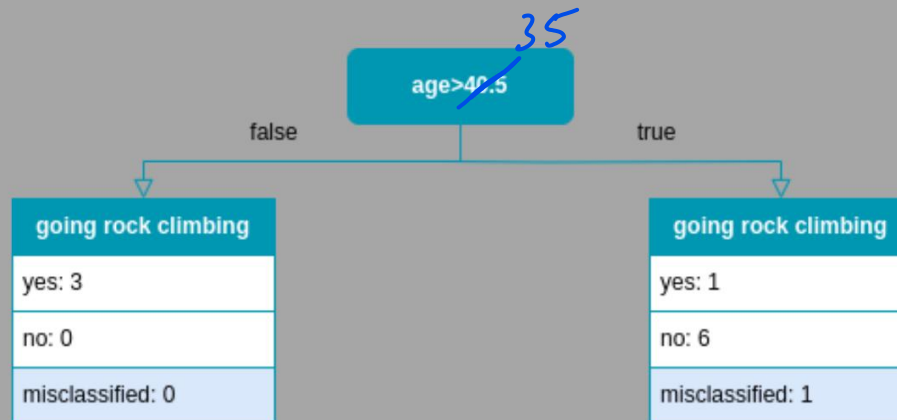 35
age>40.5
false
true
going rock climbing
going rock climbing
yes: 3
yes: 1
no: 0
no: 6
misclassified: 0
misclassified: 1